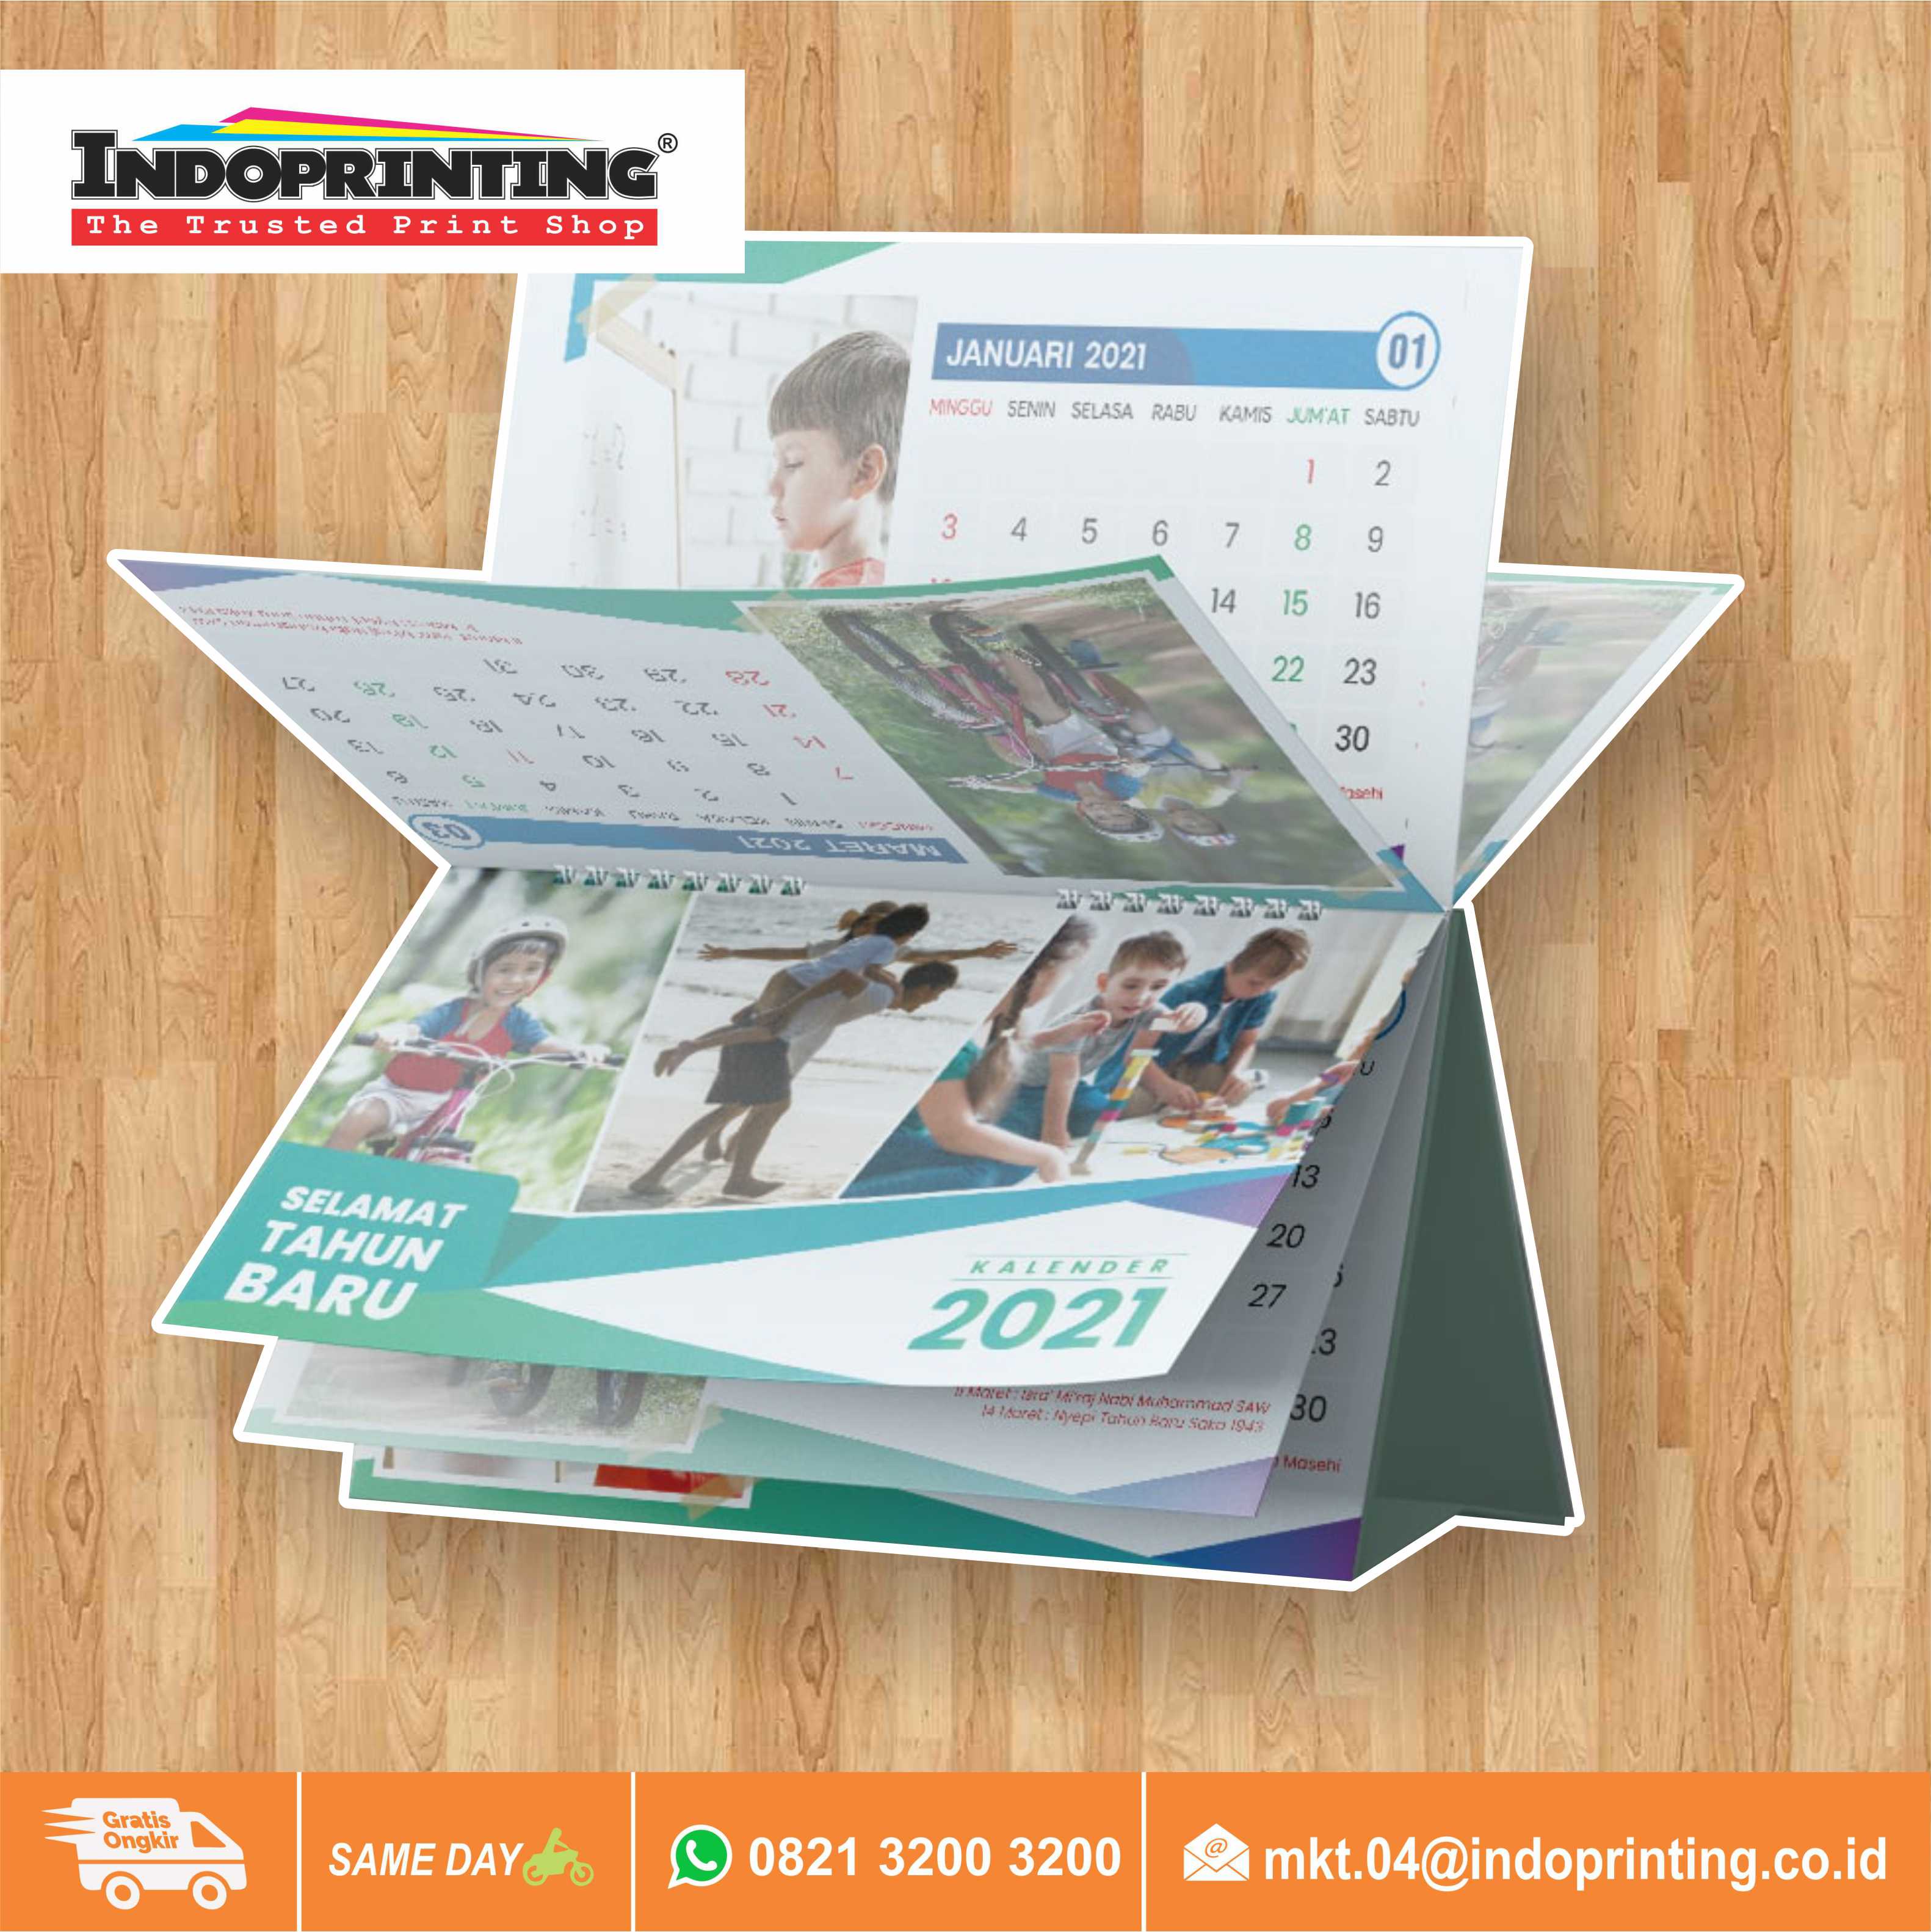 INDOPRINTING®
The Trusted Print Shop
JANUARI 2021 01
MINGGU SENIN SELASA RABU KAMIS JUM'AT SABTU
1 2
3 4 5 6 7 8 9
14 15 16
22 23
30
Masehi
28 29 30 31
21 22 23 24 25 26 27
14 15 16 17 18 19 20
7 8 9 10 11 12 13
1 2 3 4 5 6
MARET 2021 03
SELAMAT
TAHUN
BARU
KALENDER
2021
13
20
27
30
11 Maret : Isra' Mi'raj Nabi Muhammad SAW
14 Maret : Nyepi Tahun Baru Saka 1943
Masehi
Gratis
Ongkir
SAME DAY
0821 3200 3200
mkt.04@indoprinting.co.id